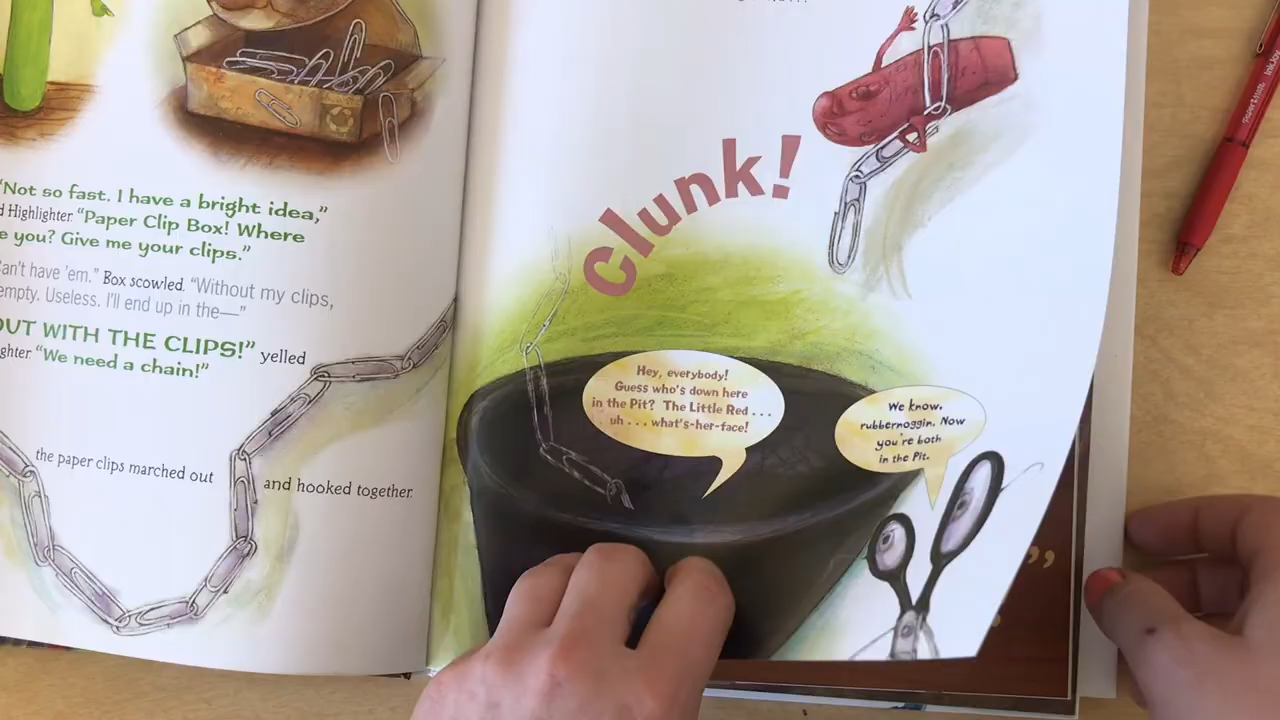 "Not so fast. I have a bright idea,"
Highlighter. "Paper Clip Box! Where
you? Give me your clips."
an't have 'em." Box scowled. "Without my clips,
empty. Useless. I'll end up in the—"
OUT WITH THE CLIPS!" yelled
ghter. "We need a chain!"
the paper clips marched out
and hooked together.
clunk!
Hey, everybody!
Guess who's down here
in the Pit? The Little Red . . .
uh . . . what's-her-face!
We know,
rubbernoggin. Now
you're both
in the Pit.
papermate InkJoy